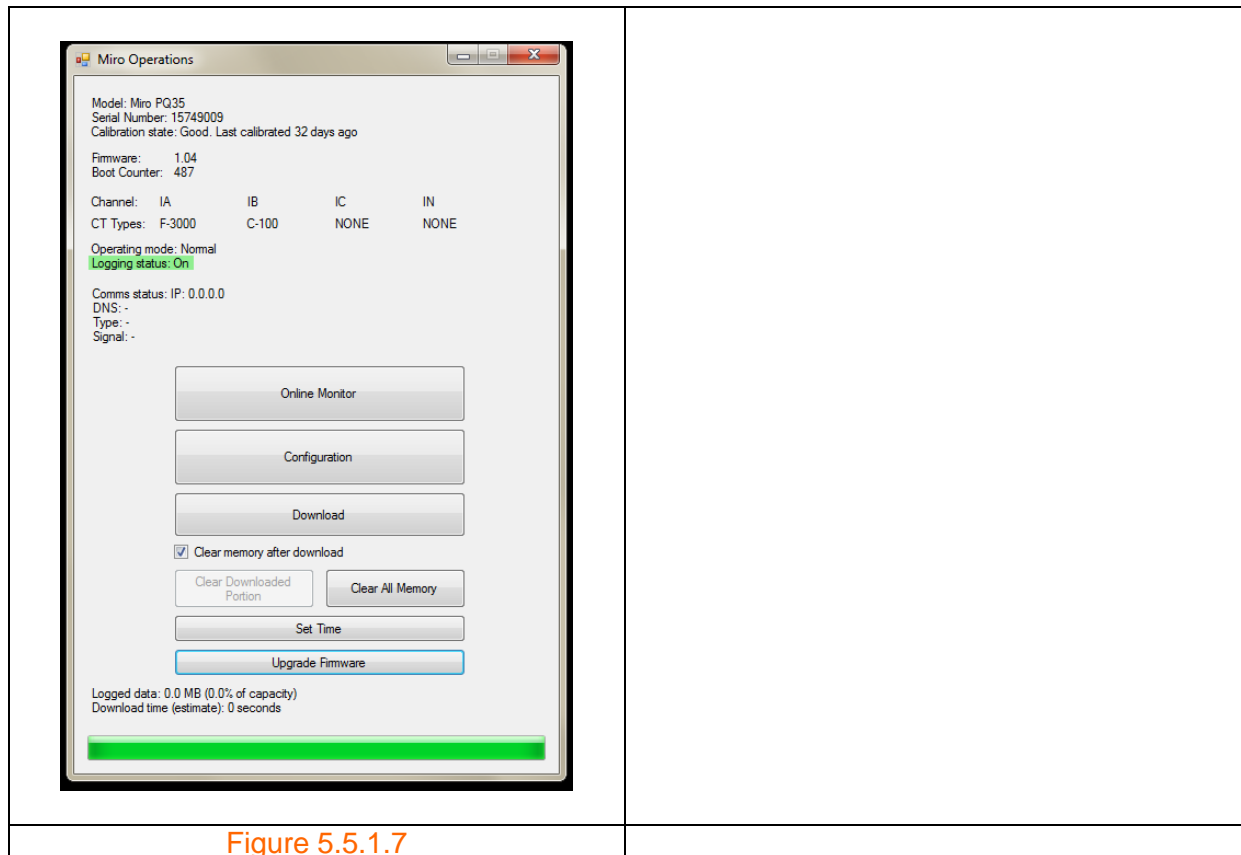 Miro Operations
Model: Miro PQ35
Serial Number: 15749009
Calibration state: Good. Last calibrated 32 days ago
Firmware: 1.04
Boot Counter: 487
Channel: IA IB IC IN
CT Types: F-3000 C-100 NONE NONE
Operating mode: Normal
Logging status: On
Comms status: IP: 0.0.0.0
DNS: -
Type: -
Signal: -
Online Monitor
Configuration
Download
Clear memory after download
Clear Downloaded
Portion
Clear All Memory
Set Time
Upgrade Firmware
Logged data: 0.0 MB (0.0% of capacity)
Download time (estimate): 0 seconds
Figure 5.5.1.7